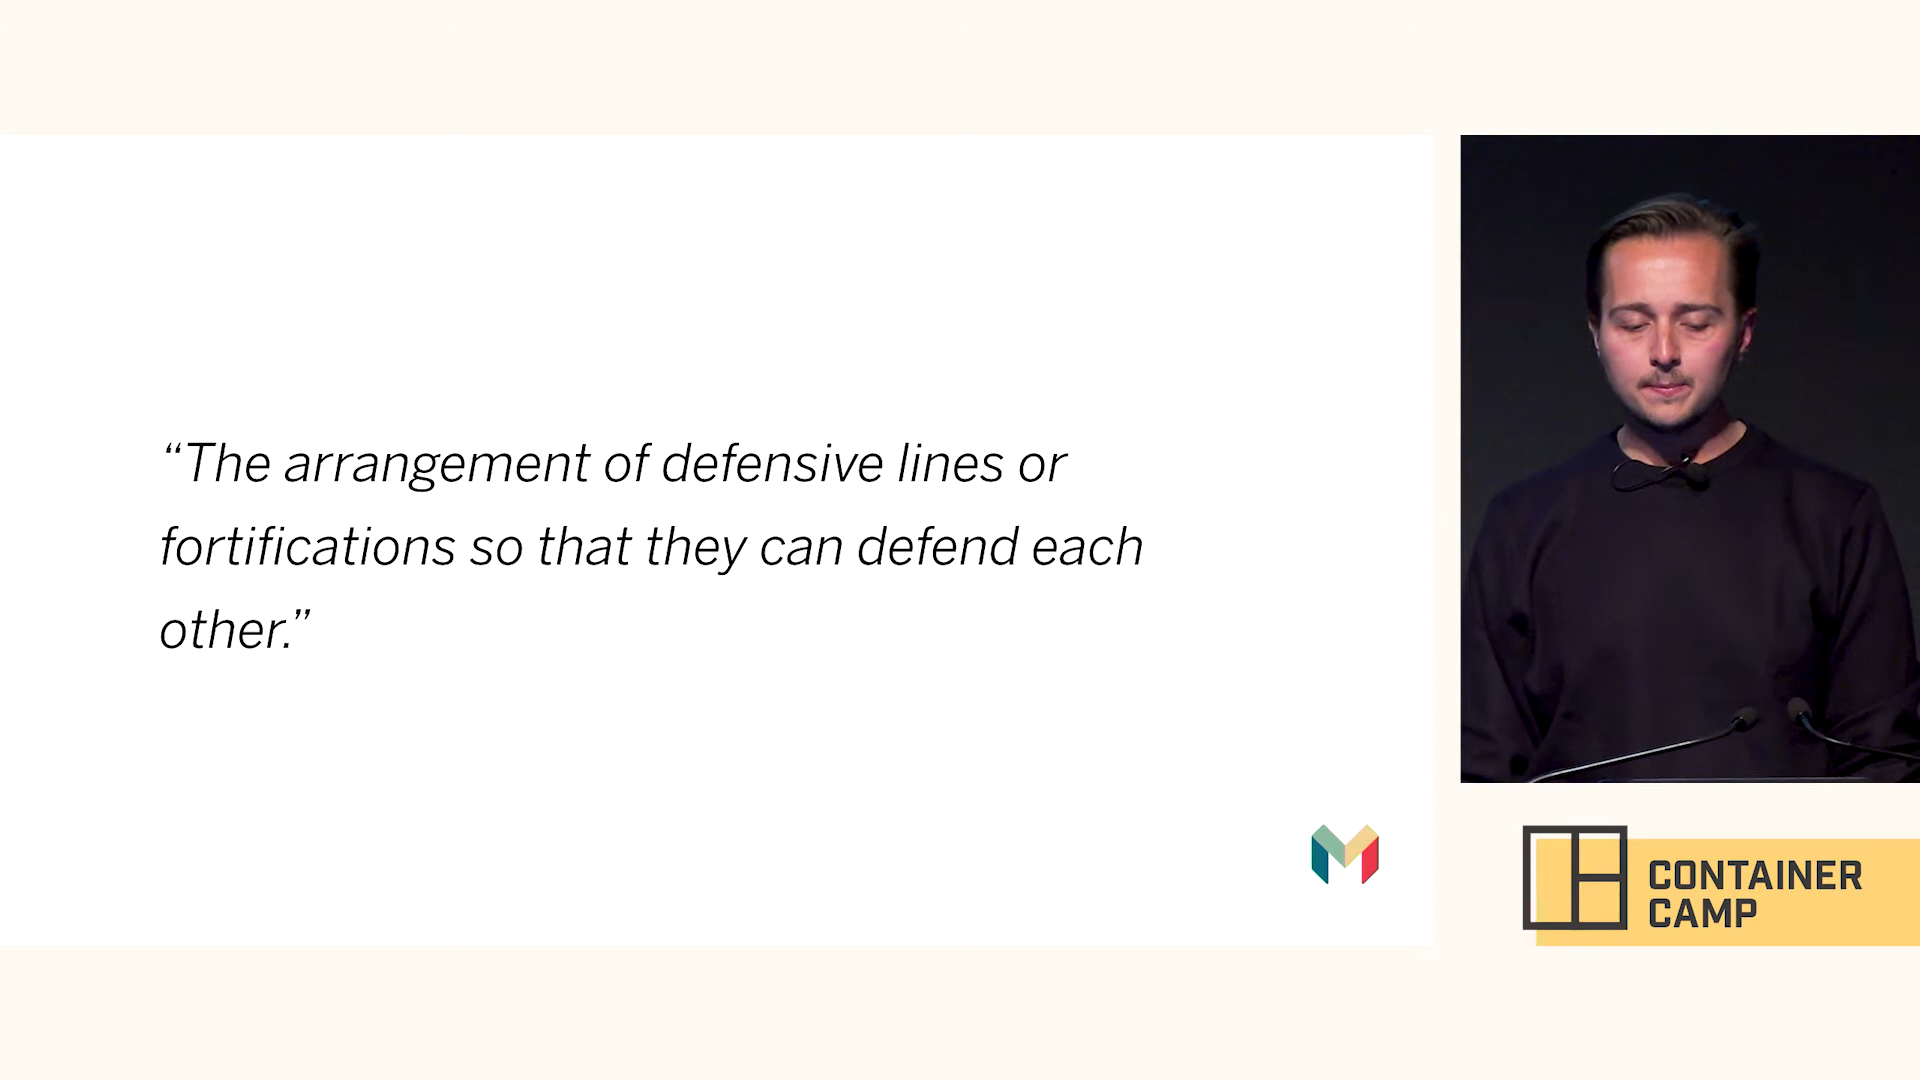 “The arrangement of defensive lines or
fortifications so that they can defend each
other.”
CONTAINER
CAMP